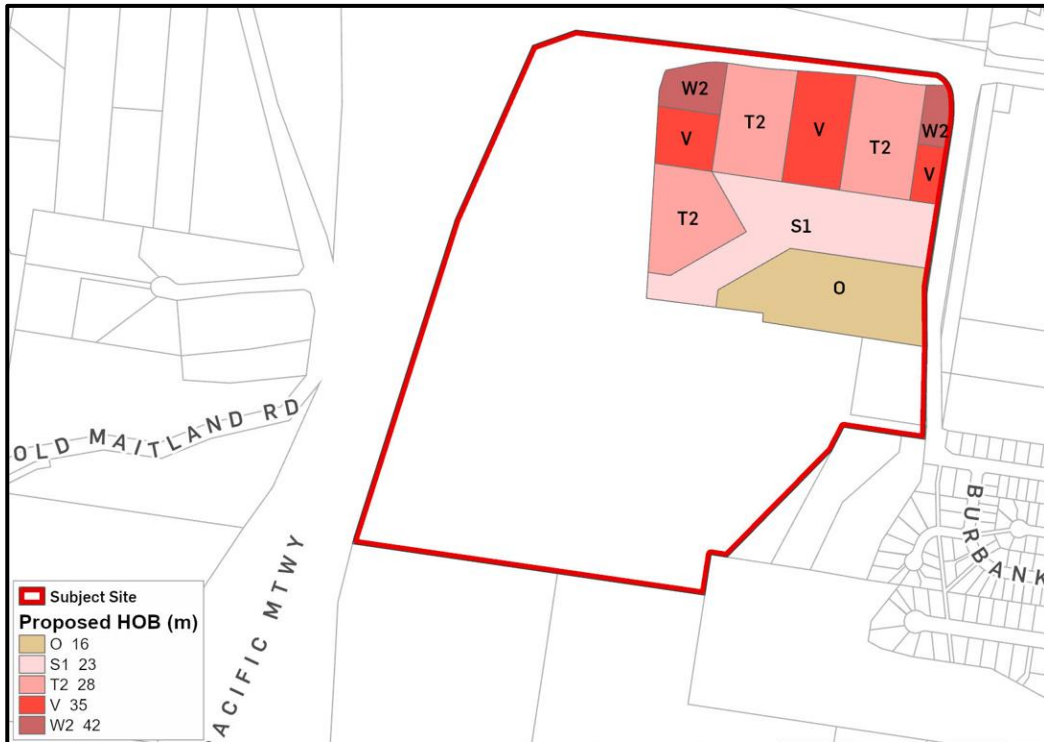 W2
T2
V
T2
W2
V
V
T2
S1
O
OLD MAITLAND RD
ACIFIC MTWY
BURBANK
Subject Site
Proposed HOB (m)
O 16
S1 23
T2 28
V 35
W2 42